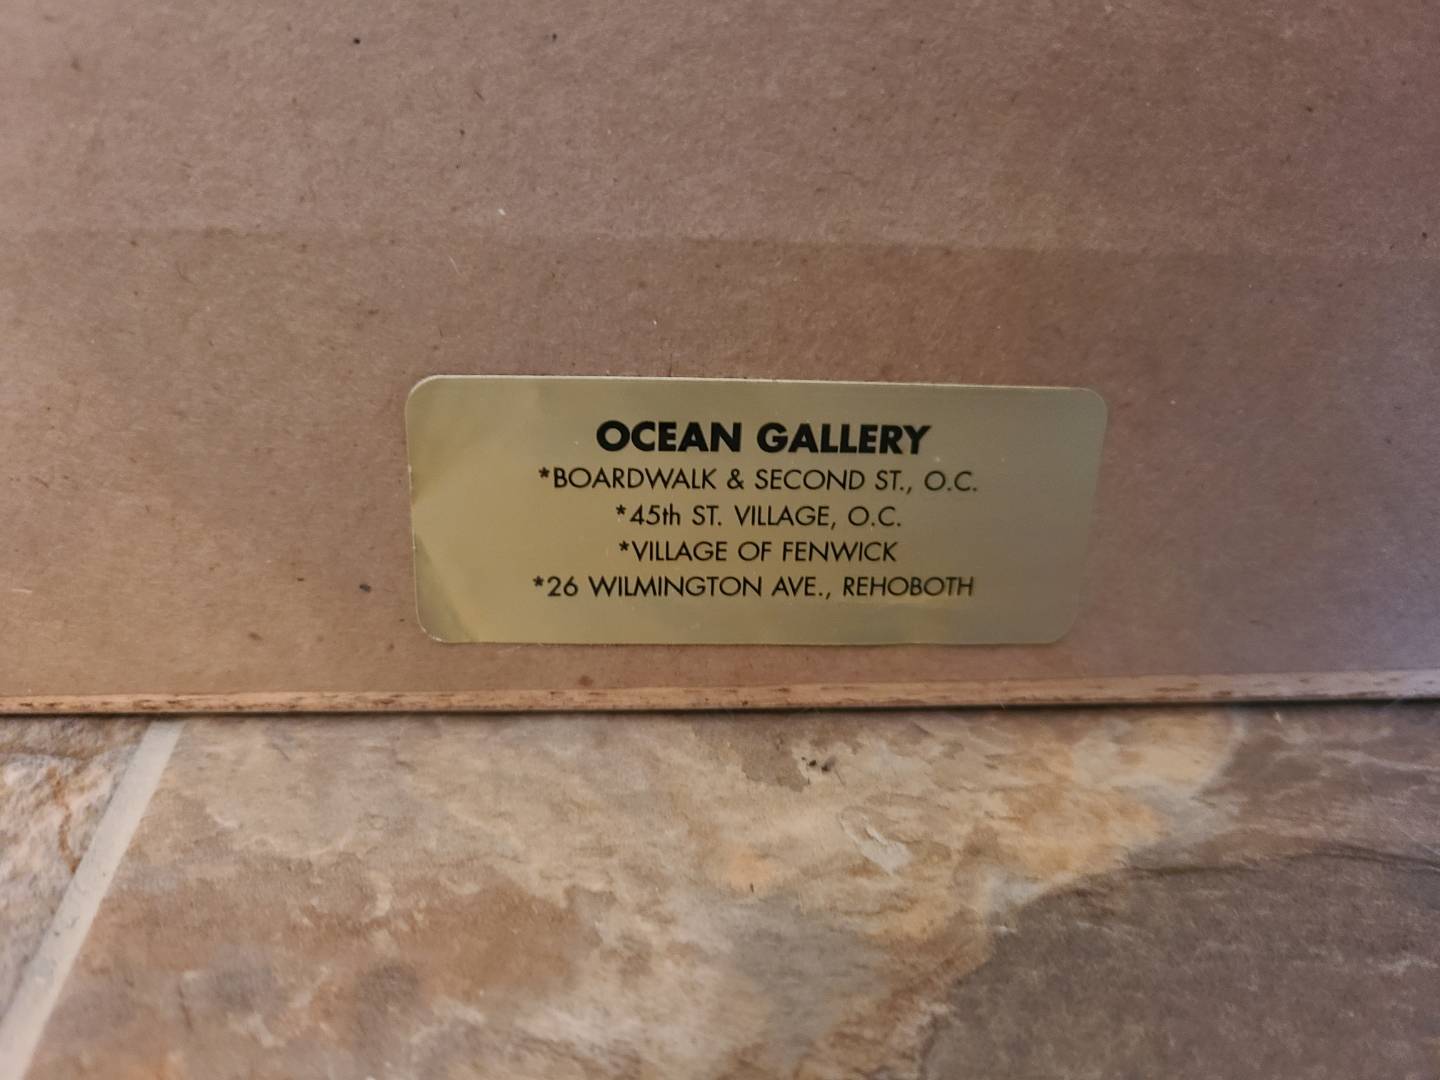 OCEAN GALLERY
*BOARDWALK & SECOND ST., O.C.
*45th ST. VILLAGE, O.C.
*VILLAGE OF FENWICK
*26 WILMINGTON AVE., REHOBOTH